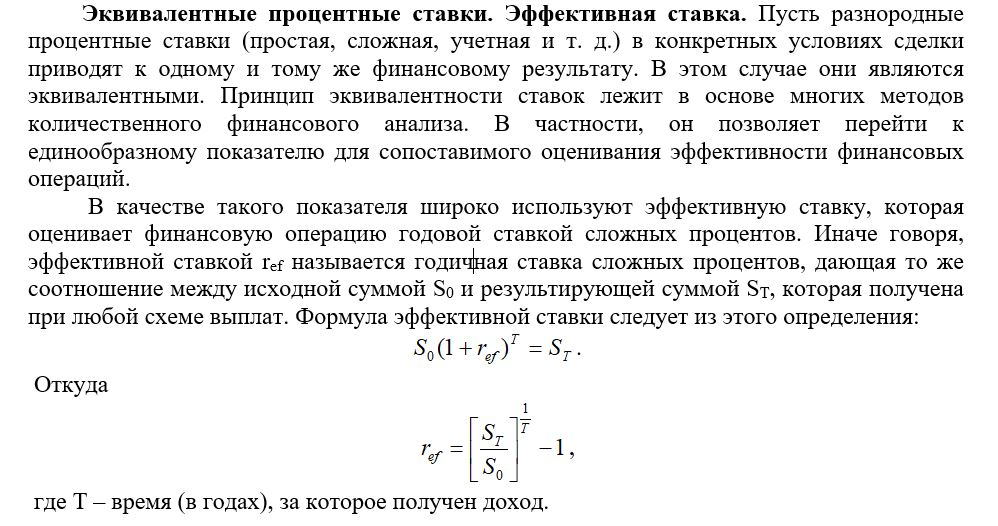 Эквивалентные процентные ставки. Эффективная ставка. Пусть разнородные
процентные ставки (простая, сложная, учетная и т. д.) в конкретных условиях сделки
приводят к одному и тому же финансовому результату. В этом случае они являются
эквивалентными. Принцип эквивалентности ставок лежит в основе многих методов
количественного финансового анализа. В частности, он позволяет перейти к
единообразному показателю для сопоставимого оценивания эффективности финансовых
операций.
В качестве такого показателя широко используют эффективную ставку, которая
оценивает финансовую операцию годовой ставкой сложных процентов. Иначе говоря,
эффективной ставкой r_ef называется годичная ставка сложных процентов, дающая то же
соотношение между исходной суммой S_0 и результирующей суммой S_T, которая получена
при любой схеме выплат. Формула эффективной ставки следует из этого определения:
S_0(1 + r_ef)^T = S_T.
Откуда
r_ef = [S_T / S_0]^(1/T) − 1,
где T – время (в годах), за которое получен доход.